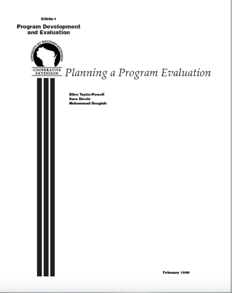 G3658-1
Program Development
and Evaluation
COOPERATIVE
EXTENSION
Planning a Program Evaluation
Ellen Taylor-Powell
Sara Steele
Mohammad Douglah
February 1996